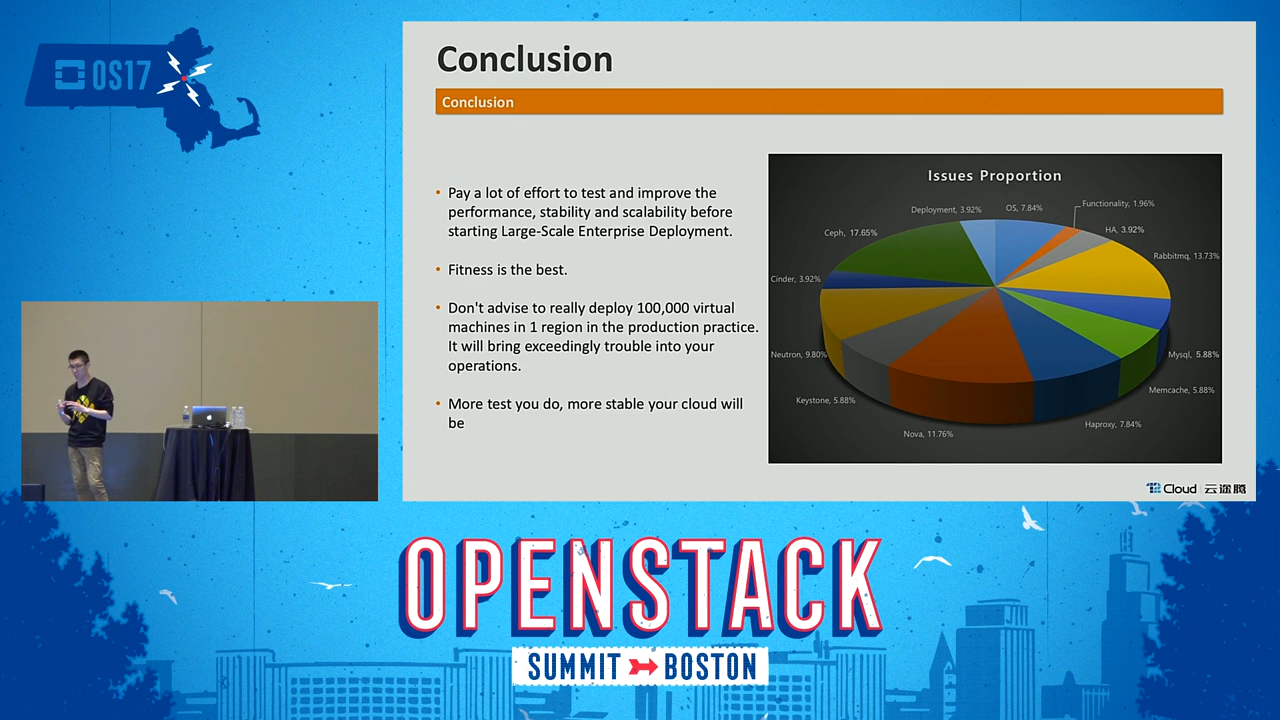 OS17
Conclusion
Conclusion
Pay a lot of effort to test and improve the
performance, stability and scalability before
starting Large-Scale Enterprise Deployment.
Fitness is the best.
Don't advise to really deploy 100,000 virtual
machines in 1 region in the production practice.
It will bring exceedingly trouble into your
operations.
More test you do, more stable your cloud will
be
Issues Proportion
Deployment, 3.92%
OS, 7.84%
Functionality, 1.96%
HA, 3.92%
Ceph, 17.65%
Rabbitmq, 13.73%
Cinder, 3.92%
Neutron, 9.80%
Mysql, 5.88%
Memcache, 5.88%
Keystone, 5.88%
Haproxy, 7.84%
Nova, 11.76%
T2Cloud 云途腾
OPENSTACK
SUMMIT BOSTON